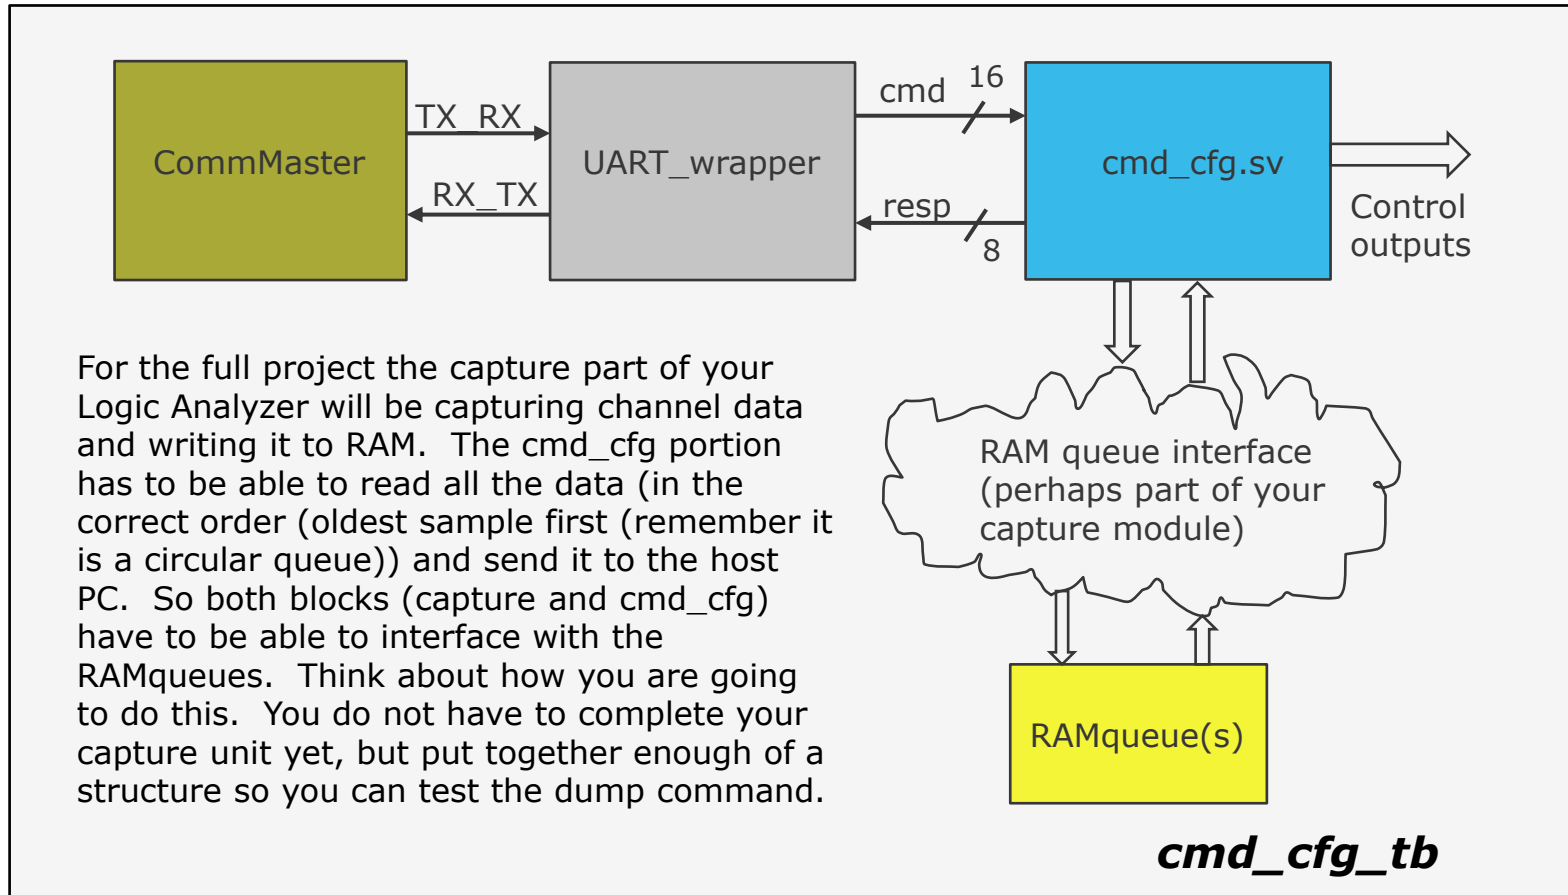 CommMaster
TX_RX
RX_TX
UART_wrapper
cmd
16
resp
8
cmd_cfg.sv
Control
outputs
For the full project the capture part of your
Logic Analyzer will be capturing channel data
and writing it to RAM.  The cmd_cfg portion
has to be able to read all the data (in the
correct order (oldest sample first (remember it
is a circular queue)) and send it to the host
PC.  So both blocks (capture and cmd_cfg)
have to be able to interface with the
RAMqueues.  Think about how you are going
to do this.  You do not have to complete your
capture unit yet, but put together enough of a
structure so you can test the dump command.
RAM queue interface
(perhaps part of your
capture module)
RAMqueue(s)
cmd_cfg_tb